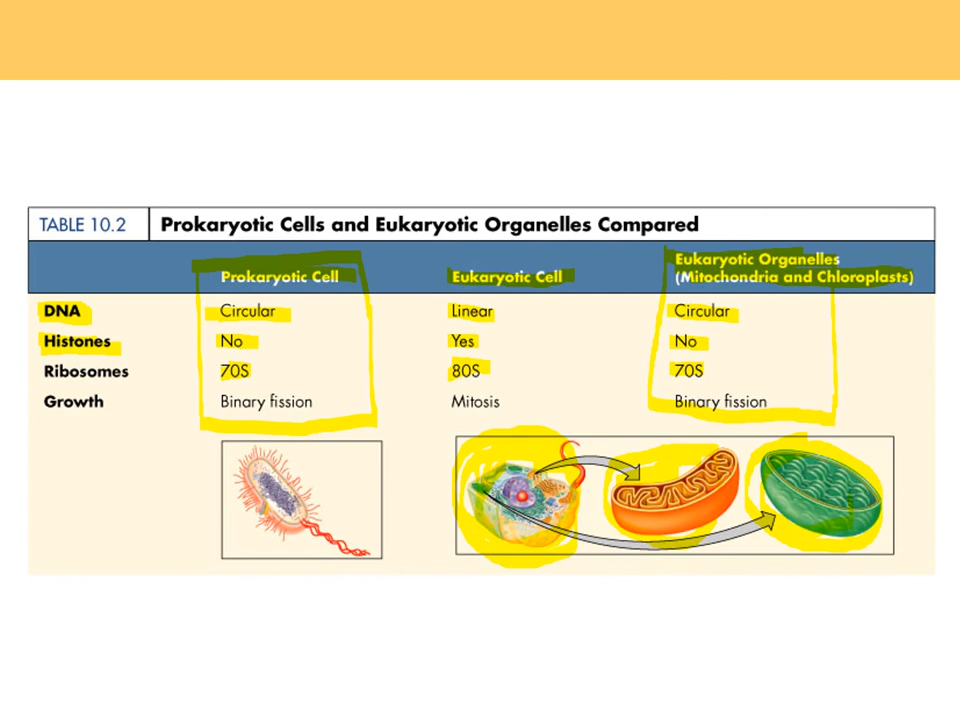 TABLE 10.2 Prokaryotic Cells and Eukaryotic Organelles Compared
Prokaryotic Cell Eukaryotic Cell Eukaryotic Organelles
(Mitochondria and Chloroplasts)
DNA Circular Linear Circular
Histones No Yes No
Ribosomes 70S 80S 70S
Growth Binary fission Mitosis Binary fission